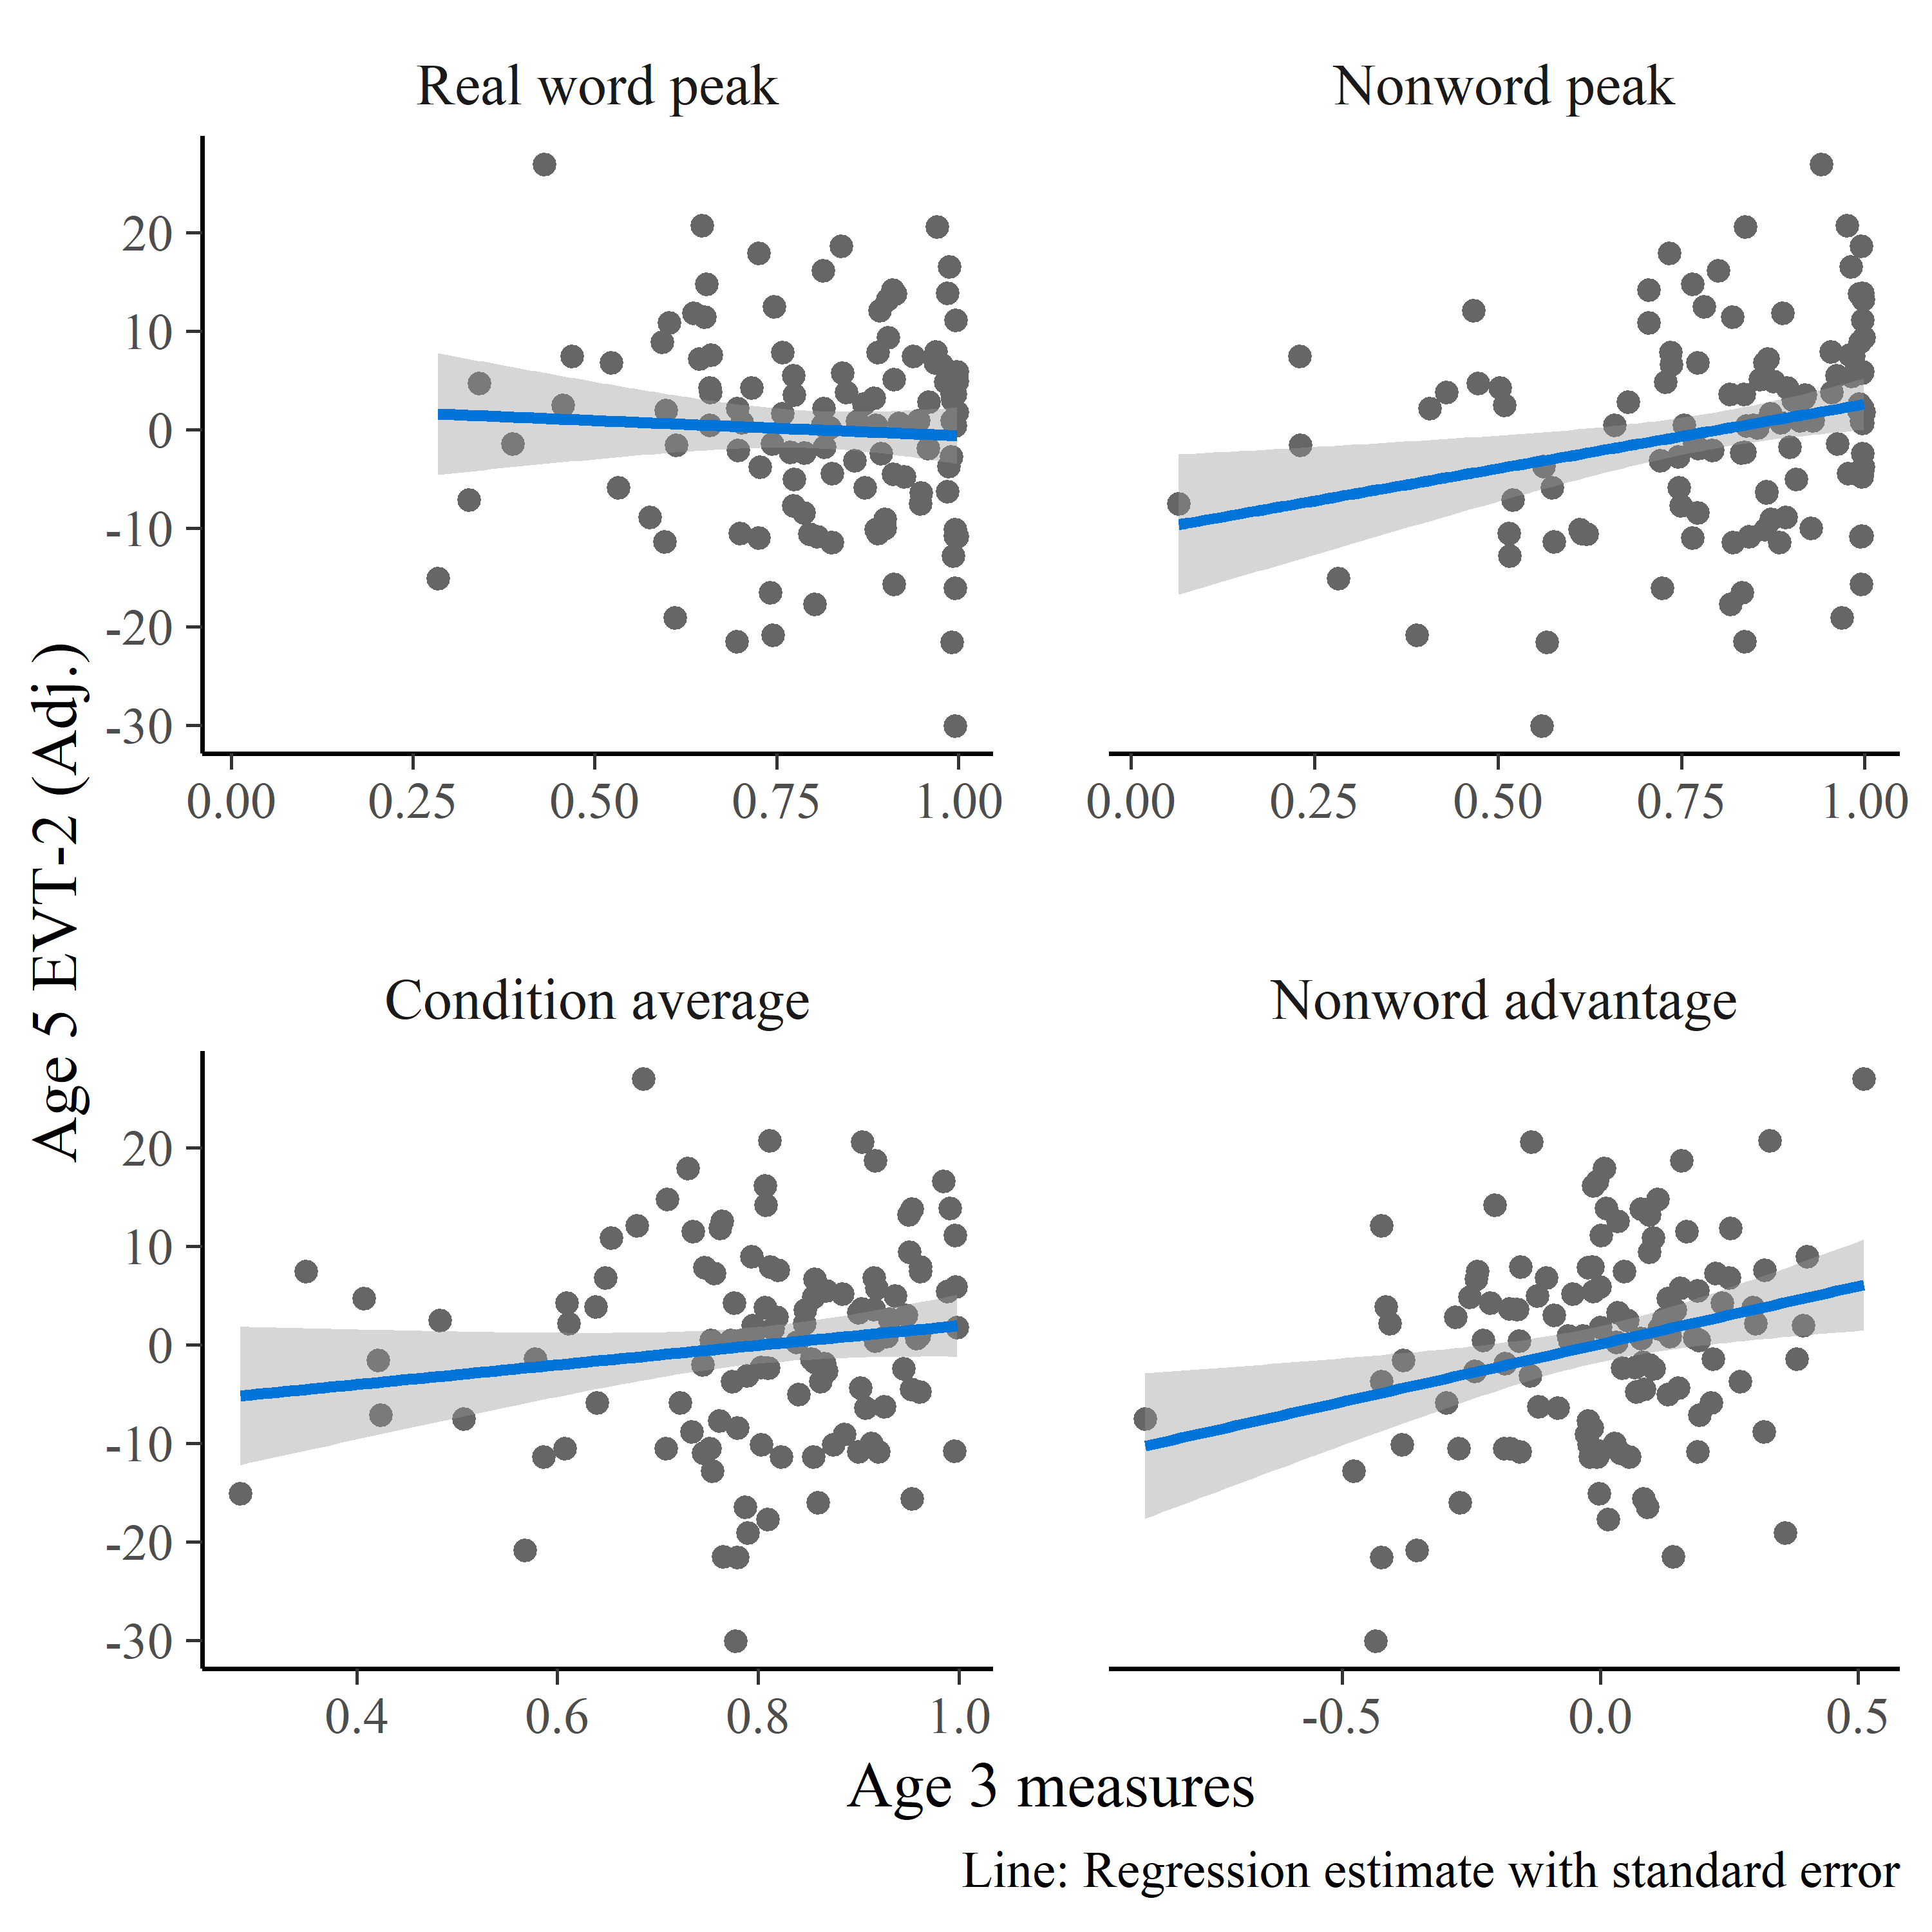 Real word peak
Nonword peak
20
10
0
-10
-20
-30
0.00 0.25 0.50 0.75 1.00
0.00 0.25 0.50 0.75 1.00
Age 5 EVT-2 (Adj.)
Condition average
Nonword advantage
20
10
0
-10
-20
-30
0.4 0.6 0.8 1.0
-0.5 0.0 0.5
Age 3 measures
Line: Regression estimate with standard error